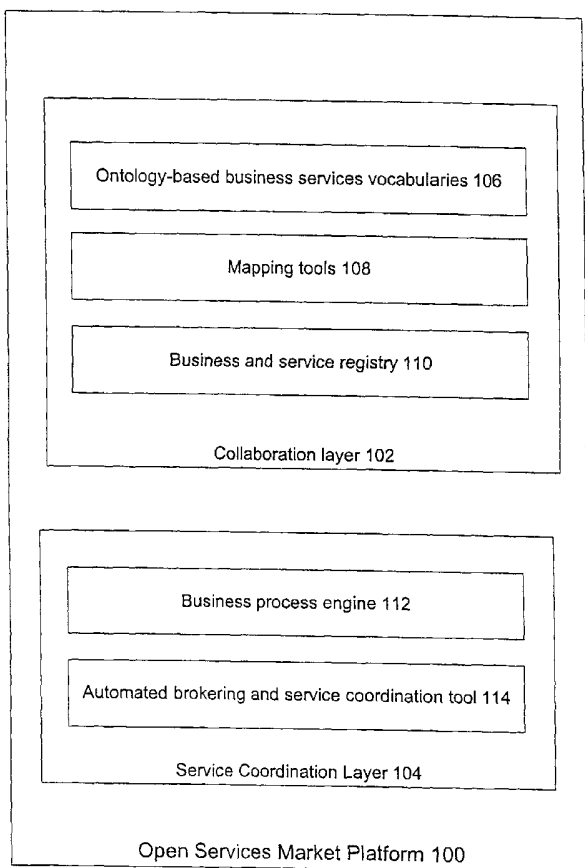 Ontology-based business services vocabularies 106
Mapping tools 108
Business and service registry 110
Collaboration layer 102
Business process engine 112
Automated brokering and service coordination tool 114
Service Coordination Layer 104
Open Services Market Platform 100